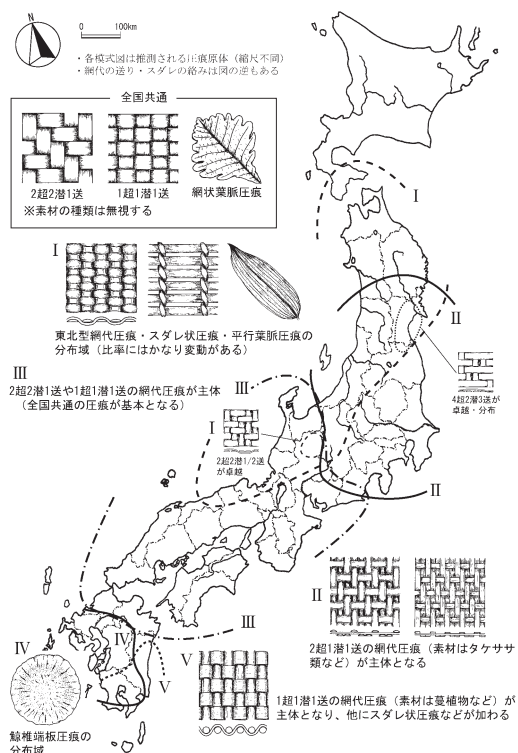 N
0 100km
・各模式図は推測される圧痕原体（縮尺不同）
・網代の送り・スダレの絡みは図の逆もある
全国共通
2超2潜1送
1超1潜1送
網状葉脈圧痕
※素材の種類は無視する
I
東北型網代圧痕・スダレ状圧痕・平行葉脈圧痕の
分布域（比率にはかなり変動がある）
III
2超2潜1送や1超1潜1送の網代圧痕が主体
（全国共通の圧痕が基本となる）
I
II
4超2潜3送が
卓越・分布
III
I
2超2潜1/2送
が卓越
II
II
2超1潜1送の網代圧痕（素材はタケササ
類など）が主体となる
III
IV
IV
V
V
鯨椎端板圧痕の
分布域
1超1潜1送の網代圧痕（素材は蔓植物など）が
主体となり、他にスダレ状圧痕などが加わる